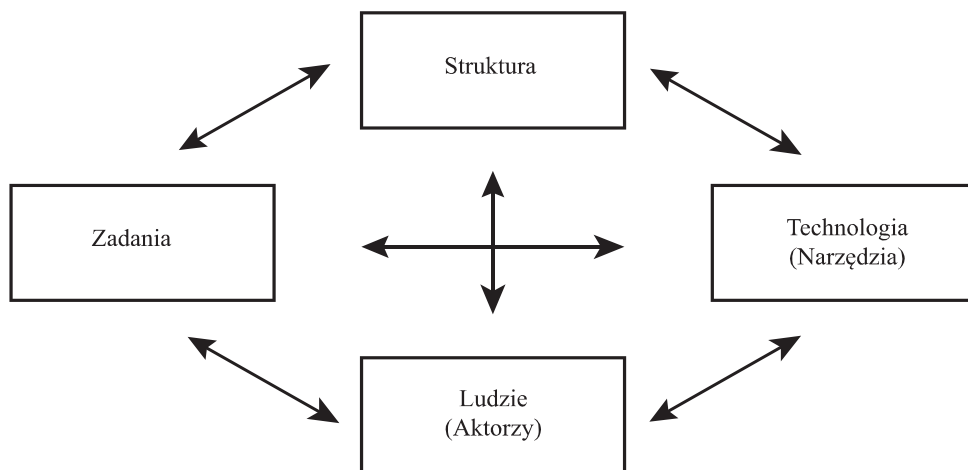 Struktura
Zadania
Technologia
(Narzędzia)
Ludzie
(Aktorzy)